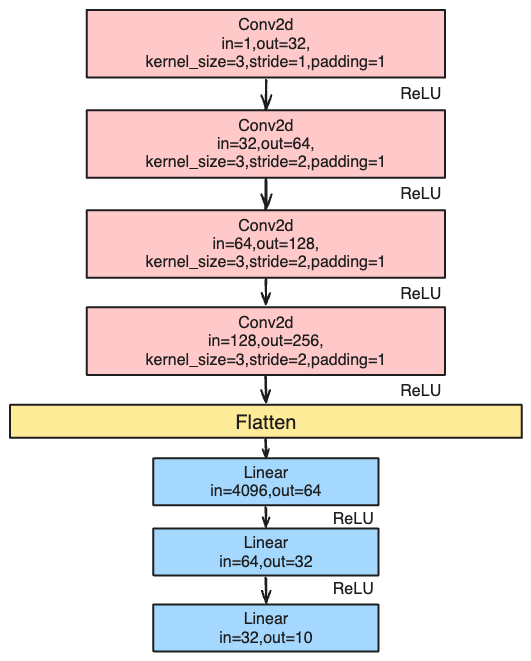 Conv2d
in=1,out=32,
kernel_size=3,stride=1,padding=1
ReLU
Conv2d
in=32,out=64,
kernel_size=3,stride=2,padding=1
ReLU
Conv2d
in=64,out=128,
kernel_size=3,stride=2,padding=1
ReLU
Conv2d
in=128,out=256,
kernel_size=3,stride=2,padding=1
ReLU
Flatten
Linear
in=4096,out=64
ReLU
Linear
in=64,out=32
ReLU
Linear
in=32,out=10